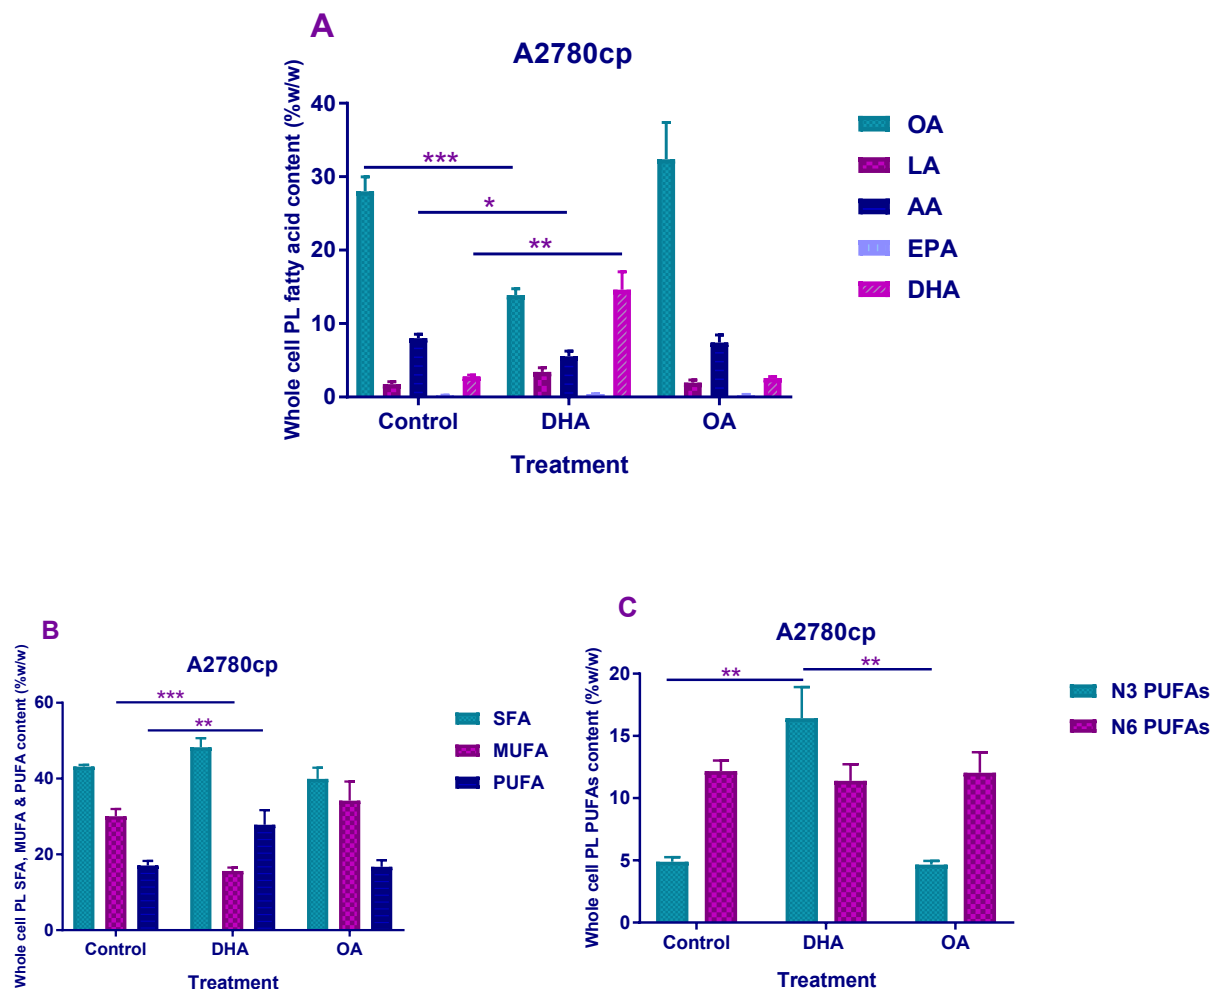 A
A2780cp
Whole cell PL fatty acid content (%w/w)
40
30
20
10
0
***
*
**
Control
DHA
OA
Treatment
OA
LA
AA
EPA
DHA
B
A2780cp
Whole cell PL SFA, MUFA & PUFA content (%w/w)
60
40
20
0
***
**
Control
DHA
OA
Treatment
SFA
MUFA
PUFA
C
A2780cp
Whole cell PL PUFAs content (%w/w)
20
15
10
5
0
**
**
Control
DHA
OA
Treatment
N3 PUFAs
N6 PUFAs